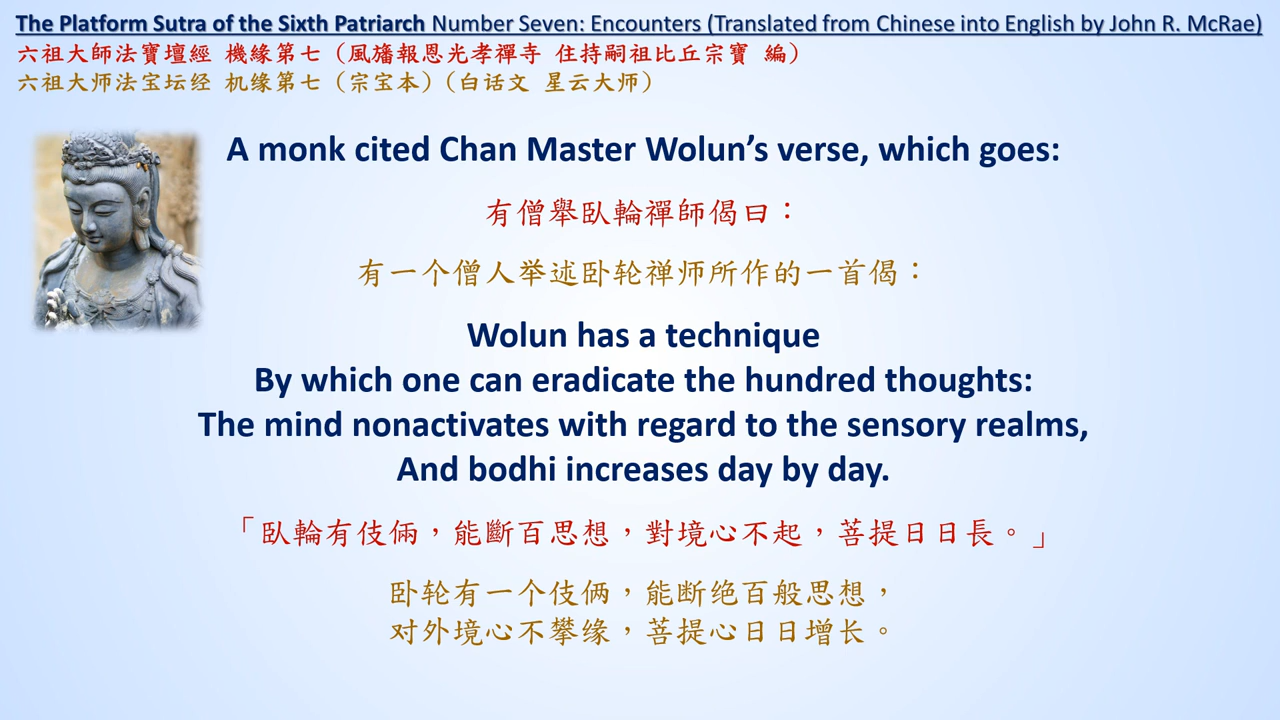 The Platform Sutra of the Sixth Patriarch Number Seven: Encounters (Translated from Chinese into English by John R. McRae)
六祖大師法寶壇經 機緣第七（風旛報恩光孝禪寺 住持嗣祖比丘宗寶 編）
六祖大师法宝坛经 机缘第七（宗宝本）（白话文 星云大师）
A monk cited Chan Master Wolun’s verse, which goes:
有僧舉臥輪禪師偈曰：
有一个僧人举述卧轮禅师所作的一首偈：
Wolun has a technique
By which one can eradicate the hundred thoughts:
The mind nonactivates with regard to the sensory realms,
And bodhi increases day by day.
「臥輪有伎倆，能斷百思想，對境心不起，菩提日日長。」
卧轮有一个伎俩，能断绝百般思想，
对外境心不攀缘，菩提心日日增长。